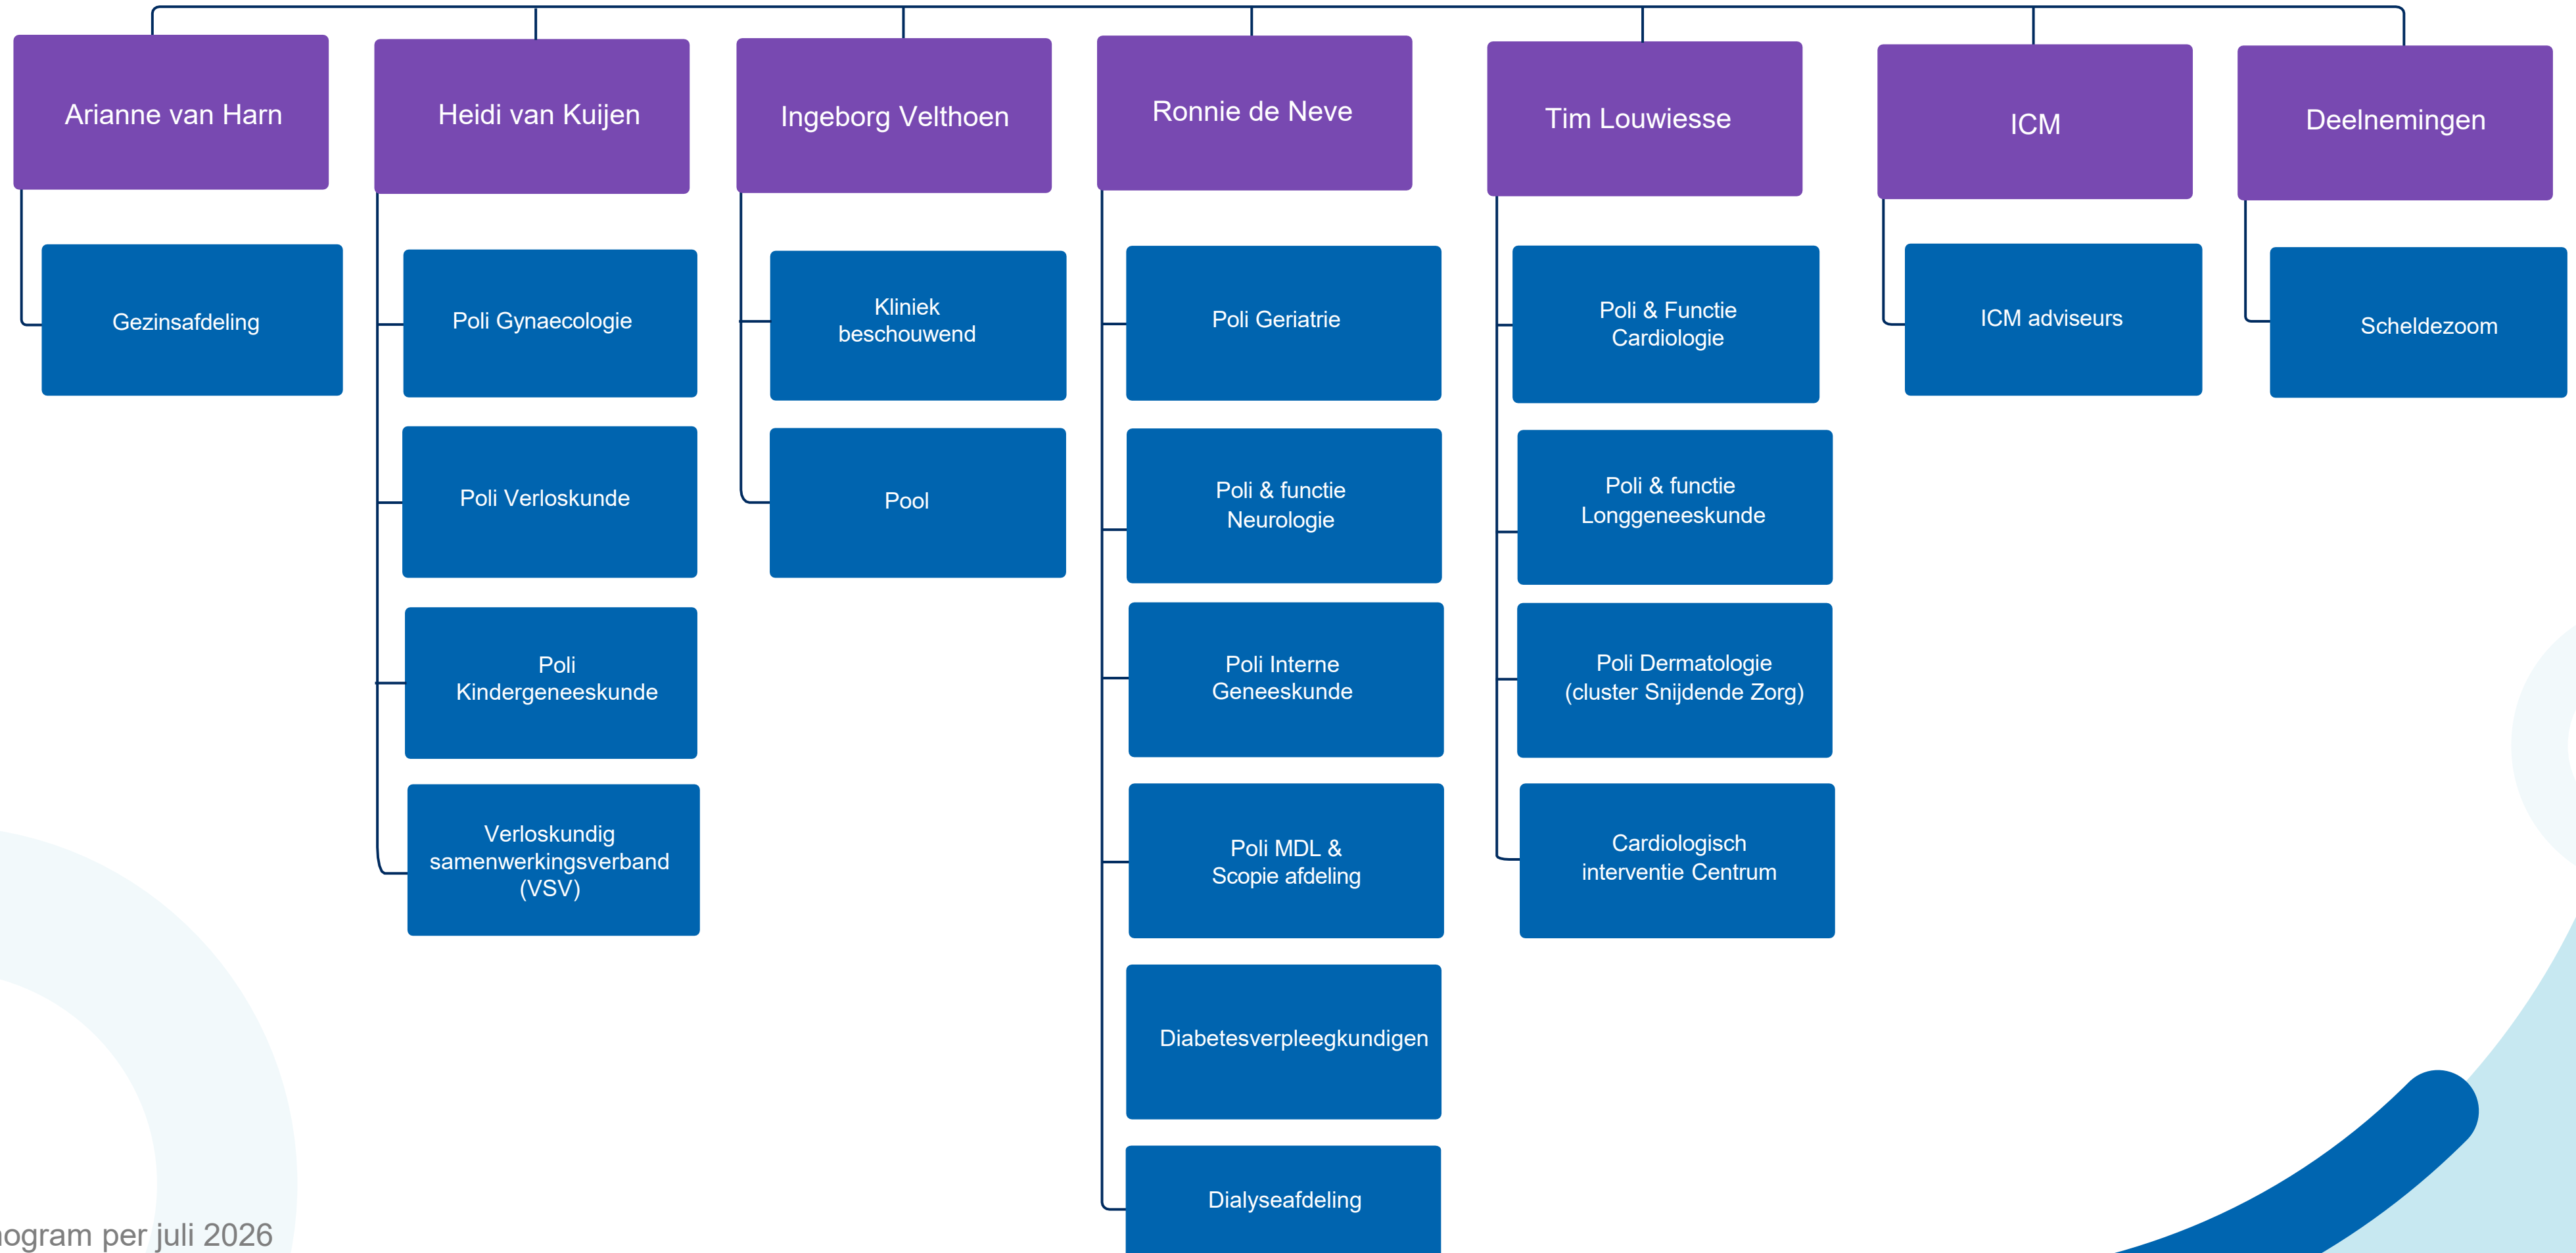 Arianne van Harn
Gezinsafdeling
Heidi van Kuijen
Poli Gynaecologie
Poli Verloskunde
Poli
Kindergeneeskunde
Verloskundig
samenwerkingsverband
(VSV)
Ingeborg Velthoen
Kliniek
beschouwend
Pool
Ronnie de Neve
Poli Geriatrie
Poli & functie
Neurologie
Poli Interne
Geneeskunde
Poli MDL &
Scopie afdeling
Diabetesverpleegkundigen
Dialyseafdeling
Tim Louwiesse
Poli & Functie
Cardiologie
Poli & functie
Longgeneeskunde
Poli Dermatologie
(cluster Snijdende Zorg)
Cardiologisch
interventie Centrum
ICM
ICM adviseurs
Deelnemingen
Scheldezoom
per juli 2026